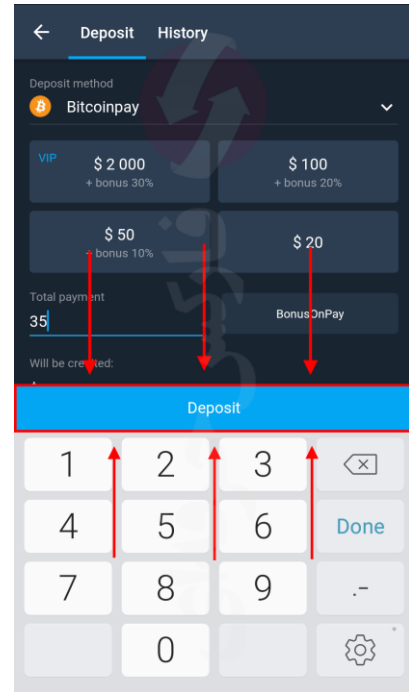 Deposit History
Deposit method
Bitcoinpay
VIP $ 2 000 $ 100
+ bonus 30% + bonus 20%
$ 50 $ 20
+ bonus 10%
Total payment
35 BonusOnPay
Will be credited:
Deposit
1 2 3
4 5 6 Done
7 8 9 .-
0